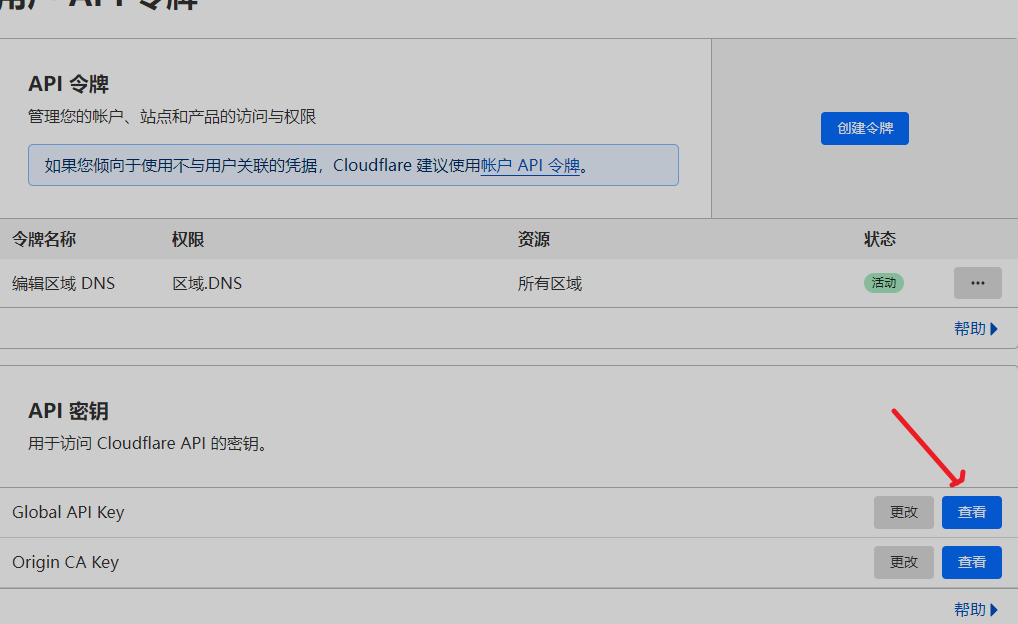 用户 API 令牌
API 令牌
管理您的帐户、站点和产品的访问与权限
创建令牌
如果您倾向于使用不与用户关联的凭据，Cloudflare 建议使用帐户 API 令牌。
令牌名称 权限 资源 状态
编辑区域 DNS 区域.DNS 所有区域 活动 ...
帮助
API 密钥
用于访问 Cloudflare API 的密钥。
Global API Key 更改 查看
Origin CA Key 更改 查看
帮助